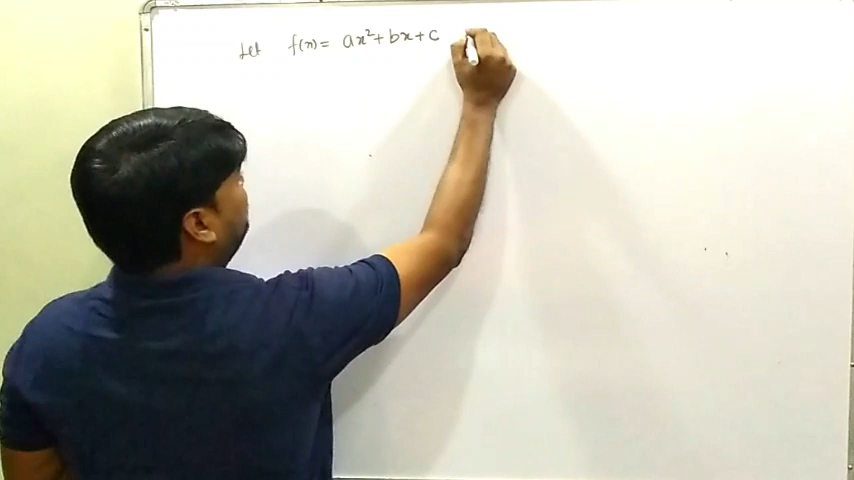 Let f(x) = ax²+bx+c